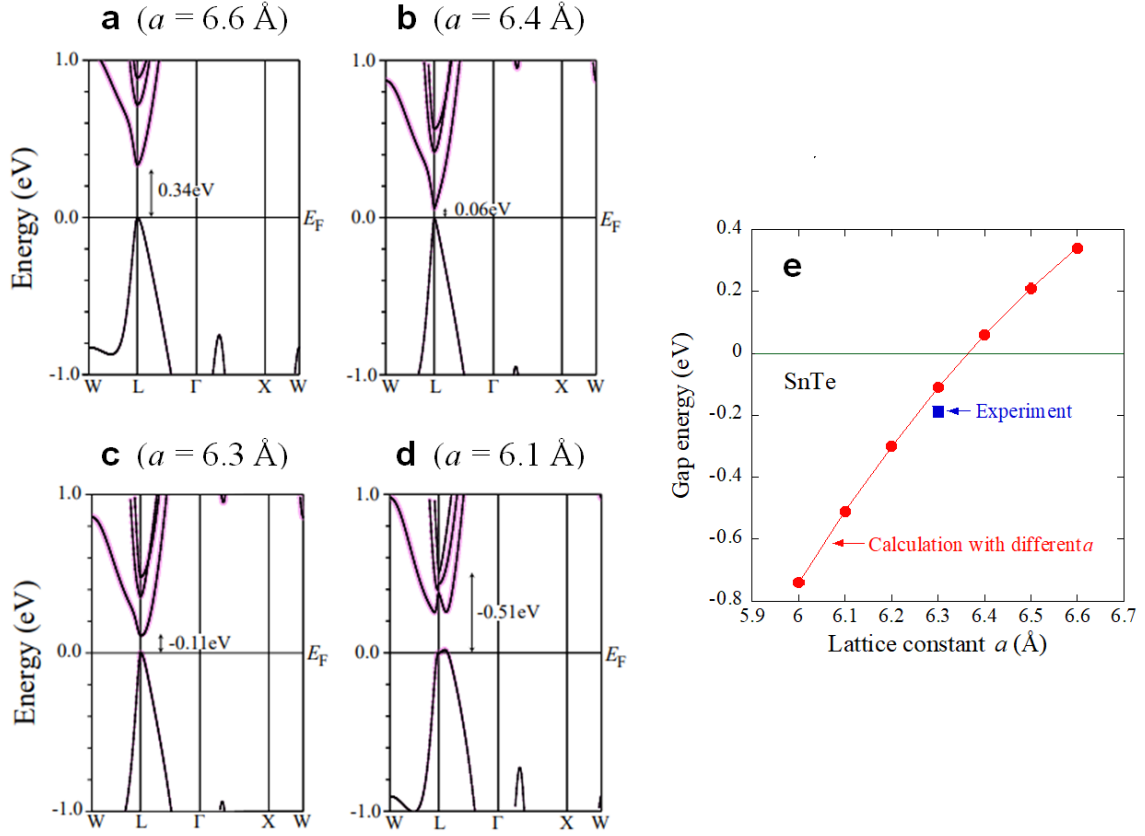 a (a = 6.6 Å)
1.0
0.0
-1.0
Energy (eV)
0.34eV
E_F
W L Γ X W
b (a = 6.4 Å)
1.0
0.0
-1.0
0.06eV
E_F
W L Γ X W
c (a = 6.3 Å)
1.0
0.0
-1.0
Energy (eV)
-0.11eV
E_F
W L Γ X W
d (a = 6.1 Å)
1.0
0.0
-1.0
-0.51eV
E_F
W L Γ X W
e
0.4
0.2
0
-0.2
-0.4
-0.6
-0.8
Gap energy (eV)
SnTe
Experiment
Calculation with different a
5.9 6 6.1 6.2 6.3 6.4 6.5 6.6 6.7
Lattice constant a (Å)